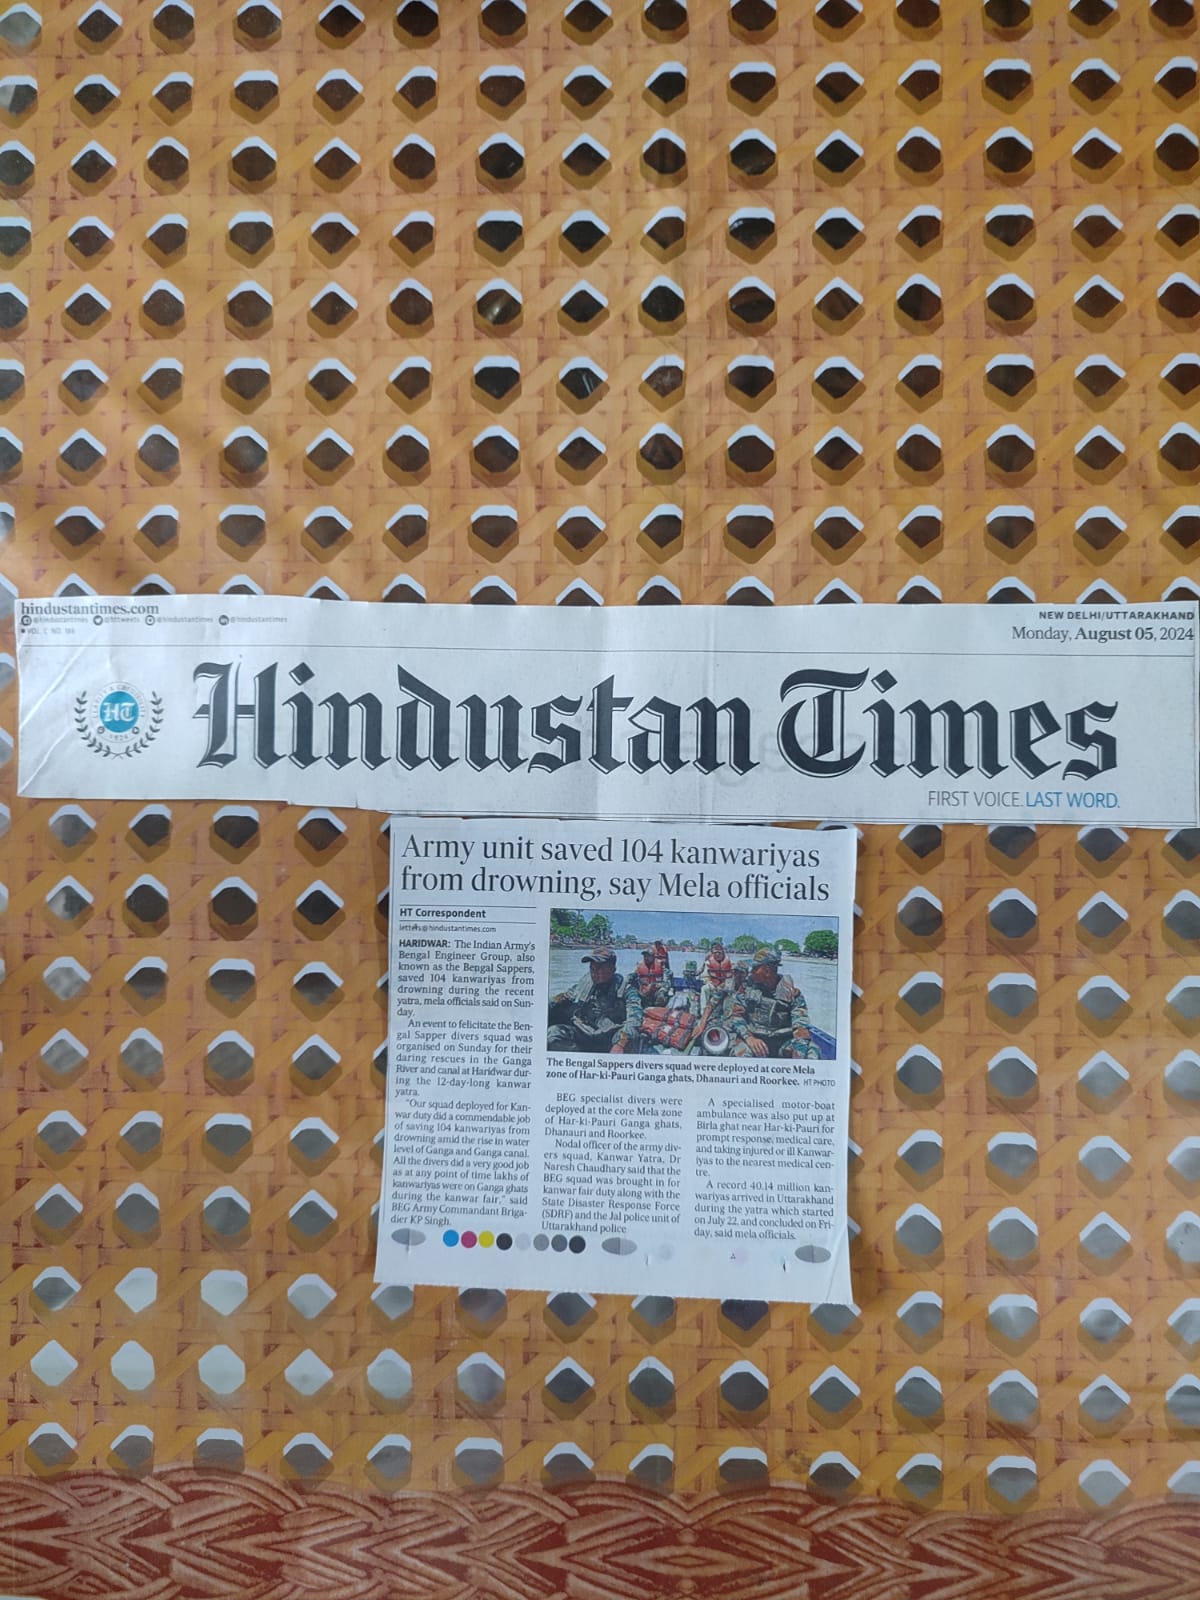 hindustantimes.com
@hindustantimes @httweets @hindustantimes @hindustantimes
VOL. C NO. 186
NEW DELHI/UTTARAKHAND
Monday, August 05, 2024
HT
1924
Hindustan Times
FIRST VOICE. LAST WORD.
Army unit saved 104 kanwariyas
from drowning, say Mela officials
HT Correspondent
letters@hindustantimes.com
HARIDWAR: The Indian Army's
Bengal Engineer Group, also
known as the Bengal Sappers,
saved 104 kanwariyas from
drowning during the recent
yatra, mela officials said on Sun-
day.
An event to felicitate the Ben-
gal Sapper divers squad was
organised on Sunday for their
daring rescues in the Ganga
River and canal at Haridwar dur-
ing the 12-day-long kanwar
yatra.
"Our squad deployed for Kan-
war duty did a commendable job
of saving 104 kanwariyas from
drowning amid the rise in water
level of Ganga and Ganga canal.
All the divers did a very good job
as at any point of time lakhs of
kanwariyas were on Ganga ghats
during the kanwar fair," said
BEG Army Commandant Briga-
dier KP Singh.
The Bengal Sappers divers squad were deployed at core Mela
zone of Har-ki-Pauri Ganga ghats, Dhanauri and Roorkee. HT PHOTO
BEG specialist divers were
deployed at the core Mela zone
of Har-ki-Pauri Ganga ghats,
Dhanauri and Roorkee.
Nodal officer of the army div-
ers squad, Kanwar Yatra, Dr
Naresh Chaudhary said that the
BEG squad was brought in for
kanwar fair duty along with the
State Disaster Response Force
(SDRF) and the Jal police unit of
Uttarakhand police
A specialised motor-boat
ambulance was also put up at
Birla ghat near Har-ki-Pauri for
prompt response, medical care,
and taking injured or ill Kanwar-
iyas to the nearest medical cen-
tre.
A record 40.14 million kan-
wariyas arrived in Uttarakhand
during the yatra which started
on July 22, and concluded on Fri-
day, said mela officials.